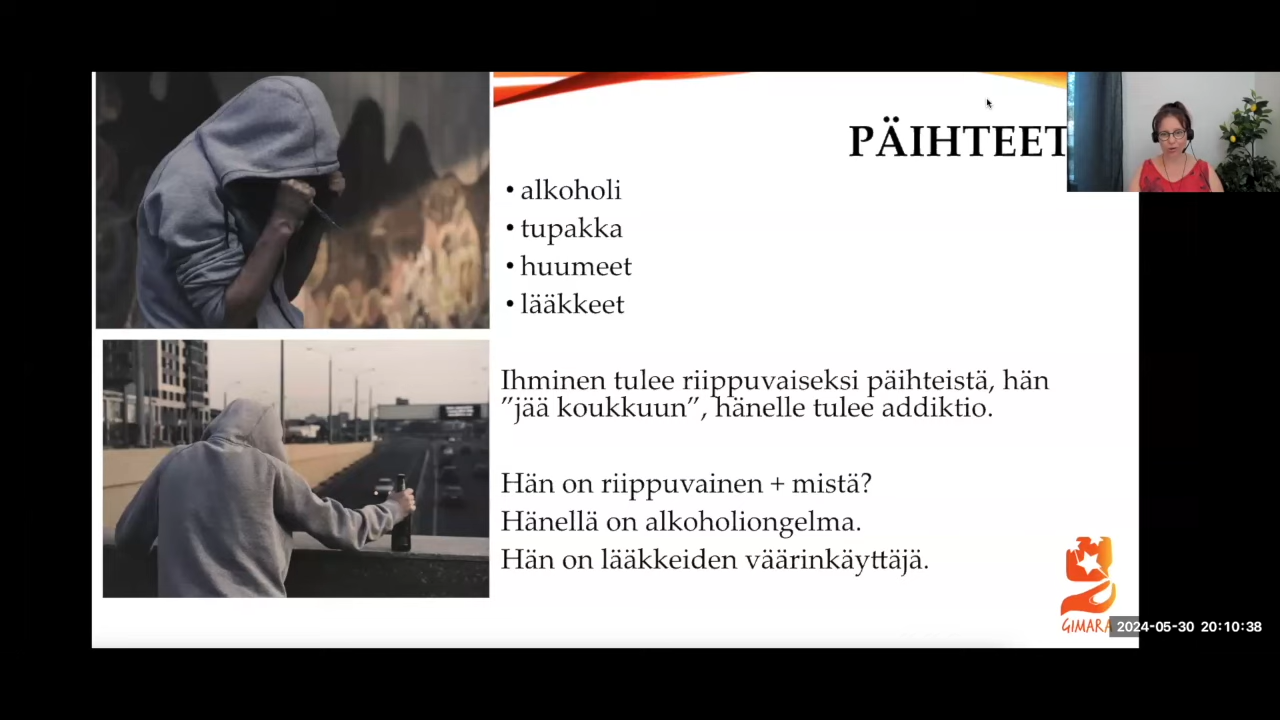 PÄIHTEET
• alkoholi
• tupakka
• huumeet
• lääkkeet
Ihminen tulee riippuvaiseksi päihteistä, hän
”jää koukkuun”, hänelle tulee addiktio.
Hän on riippuvainen + mistä?
Hänellä on alkoholiongelma.
Hän on lääkkeiden väärinkäyttäjä.
GIMARA
2024-05-30 20:10:38